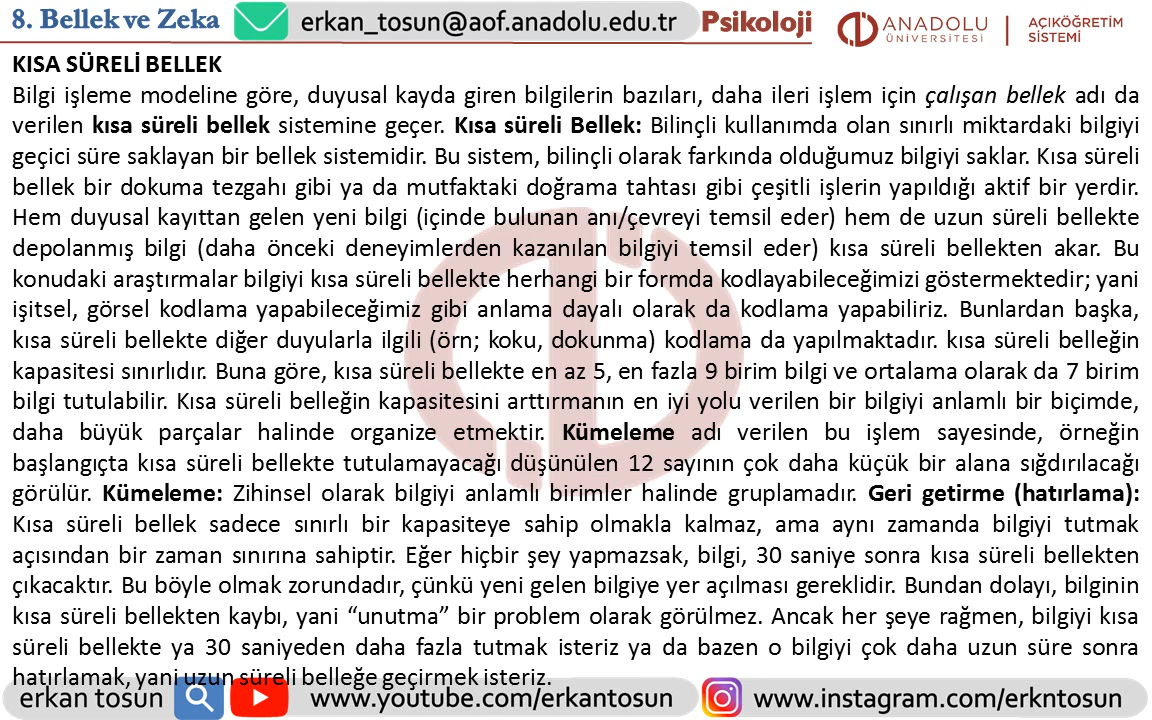 8. Bellek ve Zeka erkan_tosun@aof.anadolu.edu.tr Psikoloji ANADOLU ÜNİVERSİTESİ AÇIKÖĞRETİM SİSTEMİ
KISA SÜRELİ BELLEK
Bilgi işleme modeline göre, duyusal kayda giren bilgilerin bazıları, daha ileri işlem için çalışan bellek adı da
verilen kısa süreli bellek sistemine geçer. Kısa süreli Bellek: Bilinçli kullanımda olan sınırlı miktardaki bilgiyi
geçici süre saklayan bir bellek sistemidir. Bu sistem, bilinçli olarak farkında olduğumuz bilgiyi saklar. Kısa süreli
bellek bir dokuma tezgahı gibi ya da mutfaktaki doğrama tahtası gibi çeşitli işlerin yapıldığı aktif bir yerdir.
Hem duyusal kayıttan gelen yeni bilgi (içinde bulunan anı/çevreyi temsil eder) hem de uzun süreli bellekte
depolanmış bilgi (daha önceki deneyimlerden kazanılan bilgiyi temsil eder) kısa süreli bellekten akar. Bu
konudaki araştırmalar bilgiyi kısa süreli bellekte herhangi bir formda kodlayabileceğimizi göstermektedir; yani
işitsel, görsel kodlama yapabileceğimiz gibi anlama dayalı olarak da kodlama yapabiliriz. Bunlardan başka,
kısa süreli bellekte diğer duyularla ilgili (örn; koku, dokunma) kodlama da yapılmaktadır. kısa süreli belleğin
kapasitesi sınırlıdır. Buna göre, kısa süreli bellekte en az 5, en fazla 9 birim bilgi ve ortalama olarak da 7 birim
bilgi tutulabilir. Kısa süreli belleğin kapasitesini arttırmanın en iyi yolu verilen bir bilgiyi anlamlı bir biçimde,
daha büyük parçalar halinde organize etmektir. Kümeleme adı verilen bu işlem sayesinde, örneğin
başlangıçta kısa süreli bellekte tutulamayacağı düşünülen 12 sayının çok daha küçük bir alana sığdırılacağı
görülür. Kümeleme: Zihinsel olarak bilgiyi anlamlı birimler halinde gruplamadır. Geri getirme (hatırlama):
Kısa süreli bellek sadece sınırlı bir kapasiteye sahip olmakla kalmaz, ama aynı zamanda bilgiyi tutmak
açısından bir zaman sınırına sahiptir. Eğer hiçbir şey yapmazsak, bilgi, 30 saniye sonra kısa süreli bellekten
çıkacaktır. Bu böyle olmak zorundadır, çünkü yeni gelen bilgiye yer açılması gereklidir. Bundan dolayı, bilginin
kısa süreli bellekten kaybı, yani “unutma” bir problem olarak görülmez. Ancak her şeye rağmen, bilgiyi kısa
süreli bellekte ya 30 saniyeden daha fazla tutmak isteriz ya da bazen o bilgiyi çok daha uzun süre sonra
hatırlamak, yani uzun süreli belleğe geçirmek isteriz.
erkan tosun www.youtube.com/erkantosun www.instagram.com/erkntosun